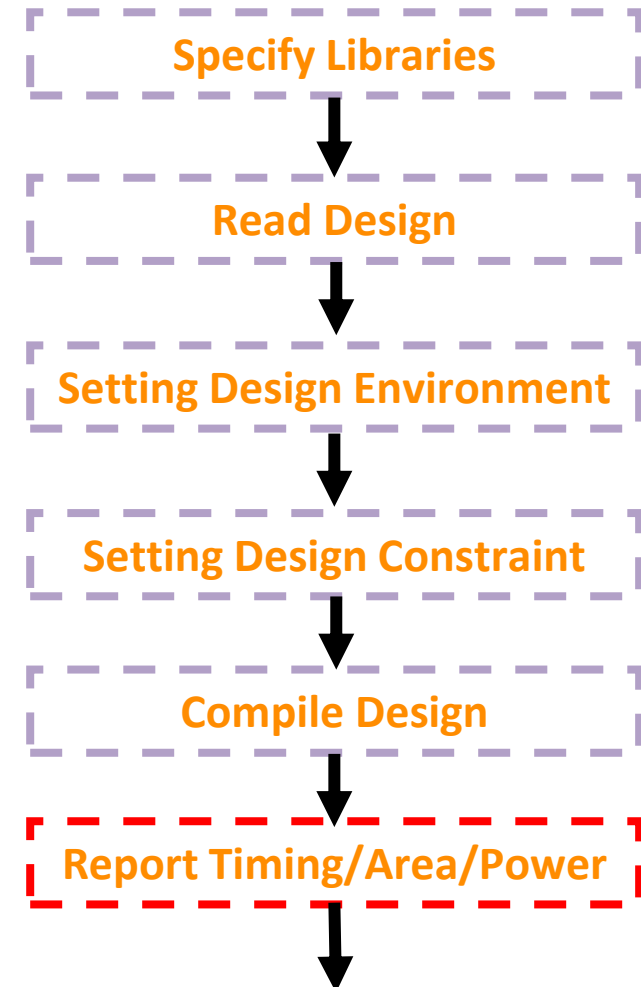 Specify Libraries
Read Design
Setting Design Environment
Setting Design Constraint
Compile Design
Report Timing/Area/Power